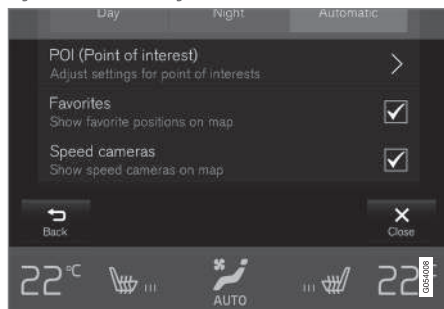 Day Night Automatic
POI (Point of interest)
Adjust settings for point of interests
Favorites
Show favorite positions on map
Speed cameras
Show speed cameras on map
Back Close
22°C AUTO 22°
G054008